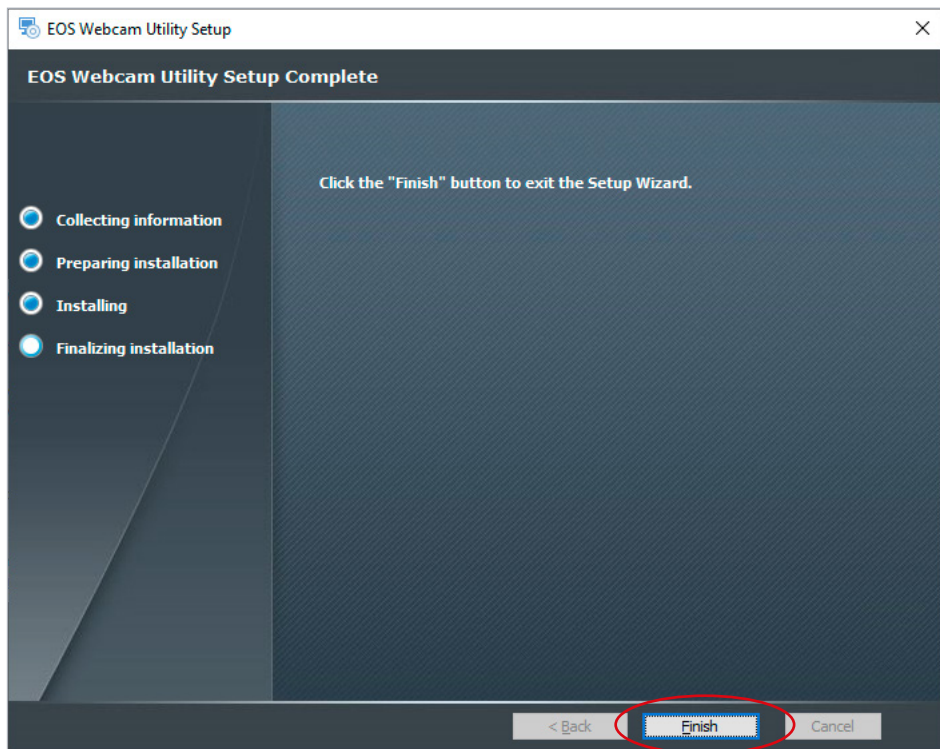 EOS Webcam Utility Setup
EOS Webcam Utility Setup Complete
Click the "Finish" button to exit the Setup Wizard.
Collecting information
Preparing installation
Installing
Finalizing installation
< Back
Finish
Cancel